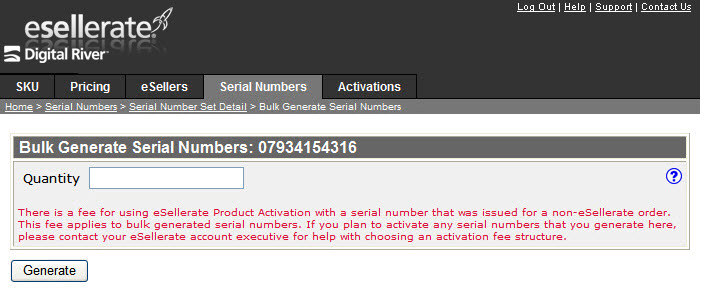 Log Out | Help | Support | Contact Us
esellerate
Digital River
SKU Pricing eSellers Serial Numbers Activations
Home > Serial Numbers > Serial Number Set Detail > Bulk Generate Serial Numbers
Bulk Generate Serial Numbers: 07934154316
Quantity
?
There is a fee for using eSellerate Product Activation with a serial number that was issued for a non-eSellerate order.
This fee applies to bulk generated serial numbers. If you plan to activate any serial numbers that you generate here,
please contact your eSellerate account executive for help with choosing an activation fee structure.
Generate